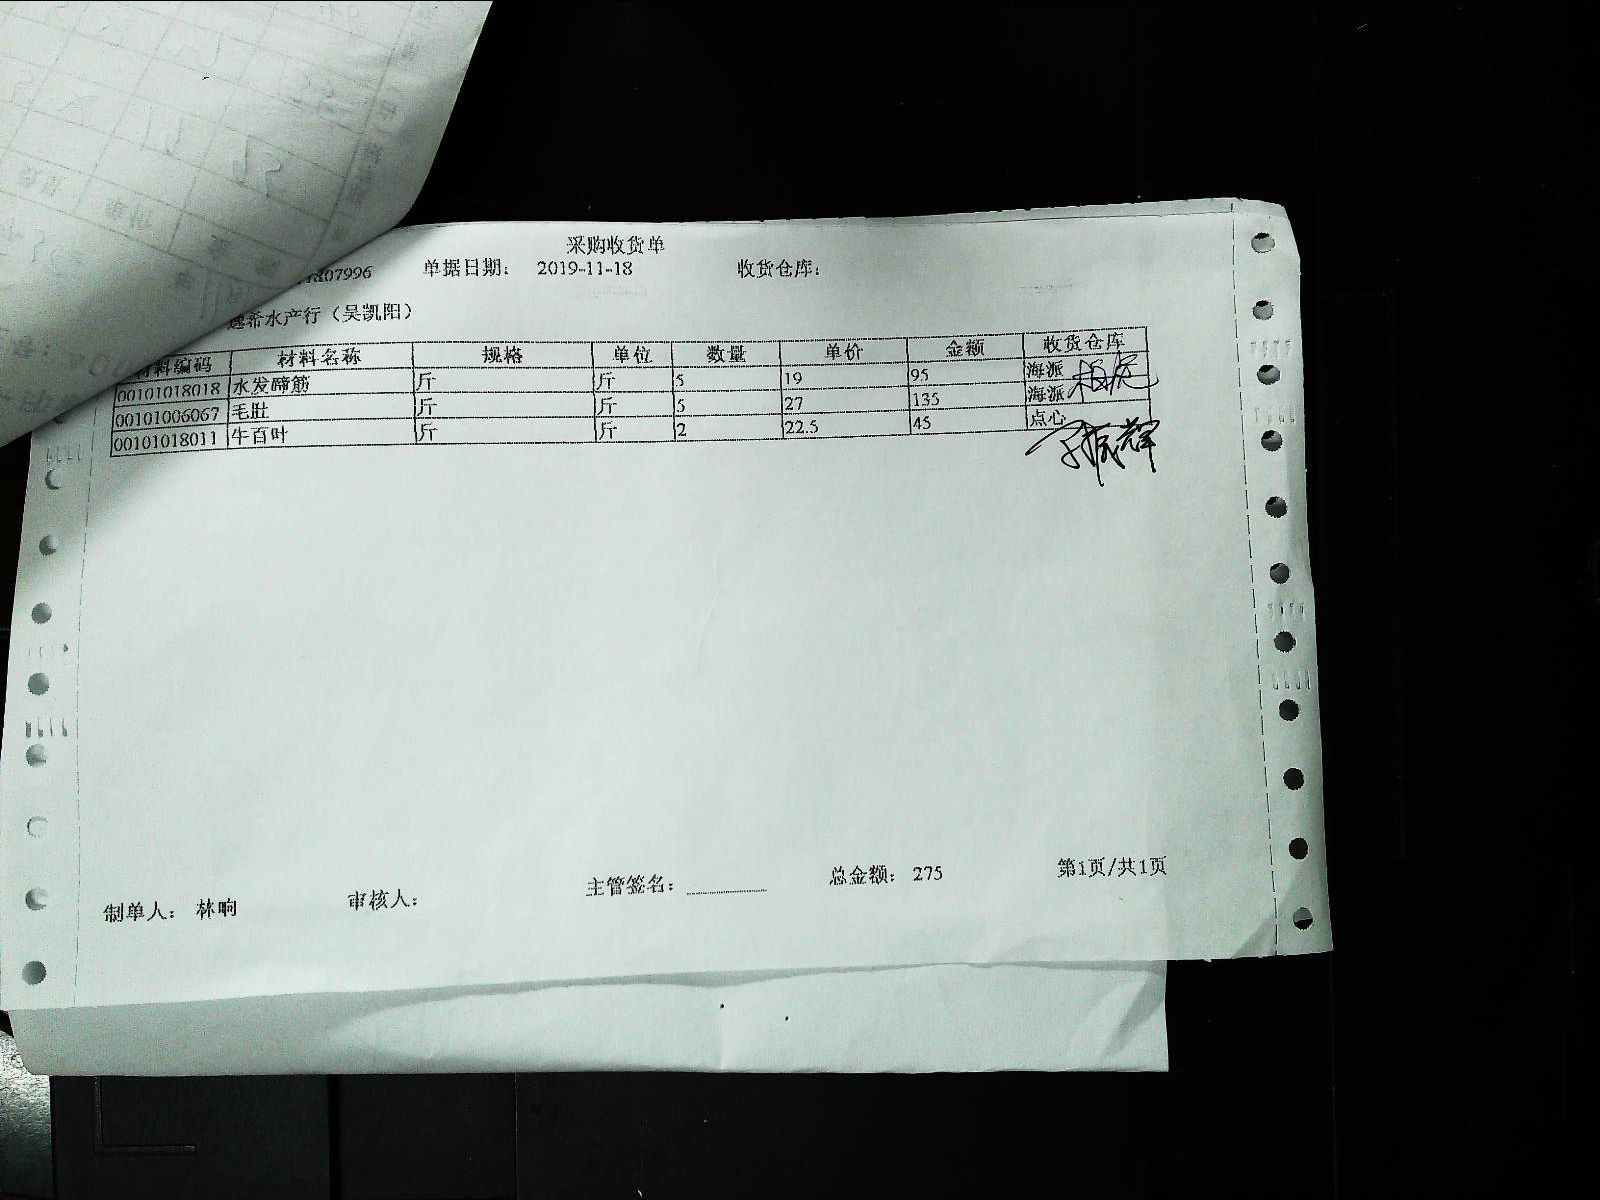 采购收货单
807996 单据日期: 2019-11-18 收货仓库:
逸希水产行(吴凯阳)
材料编码 材料名称 规格 单位 数量 单价 金额 收货仓库
00101018018 水发蹄筋 斤 斤 5 19 95 海派
00101006067 毛肚 斤 斤 5 27 135 海派
00101018011 牛百叶 斤 斤 2 22.5 45 点心
制单人: 林响 审核人: 主管签名: 总金额: 275 第1页/共1页